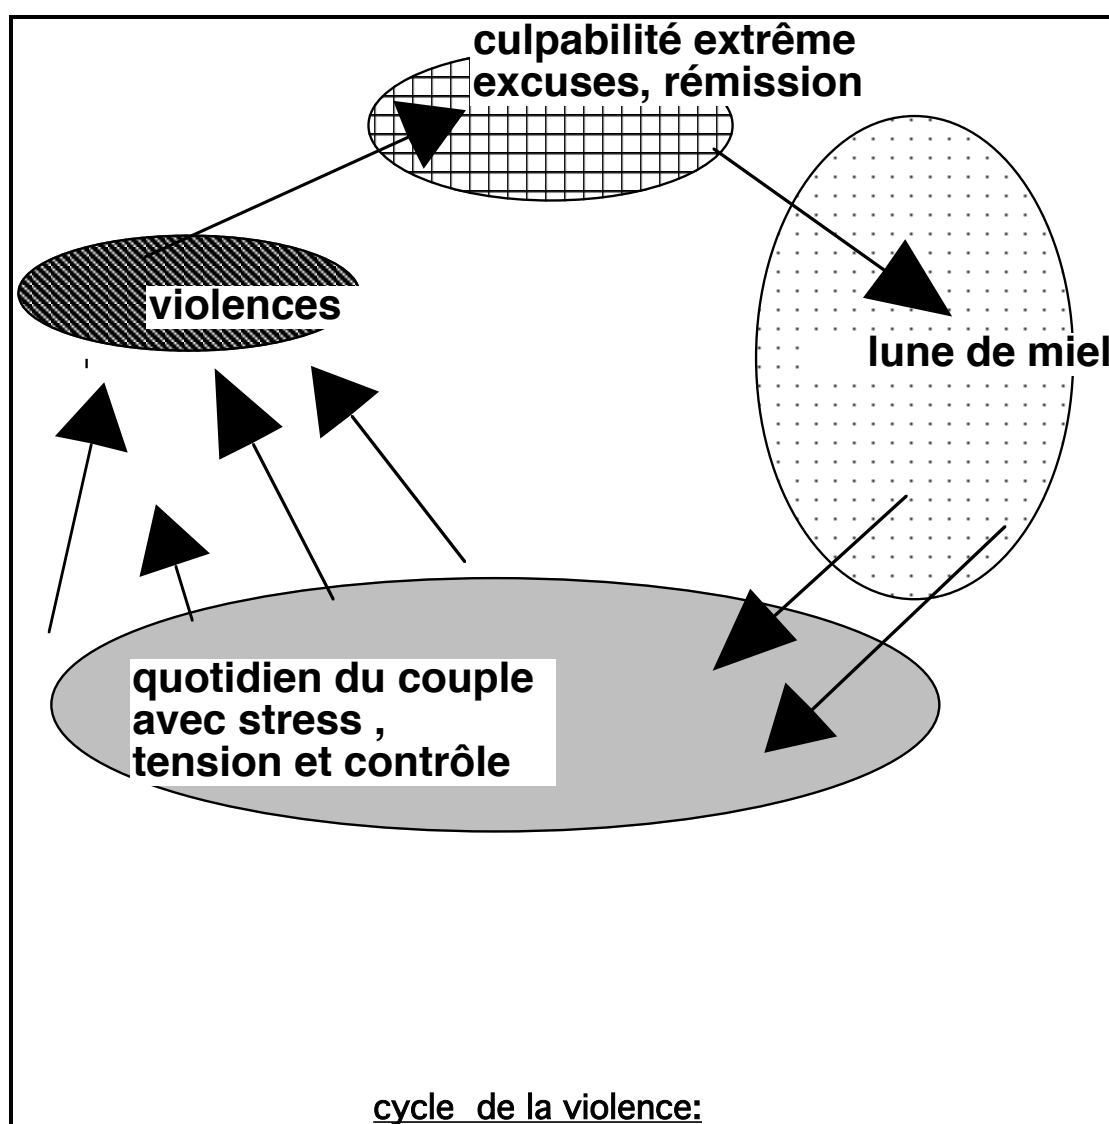 culpabilité extrême
excuses, rémission
violences
lune de miel
quotidien du couple
avec stress ,
tension et contrôle
cycle  de la violence: